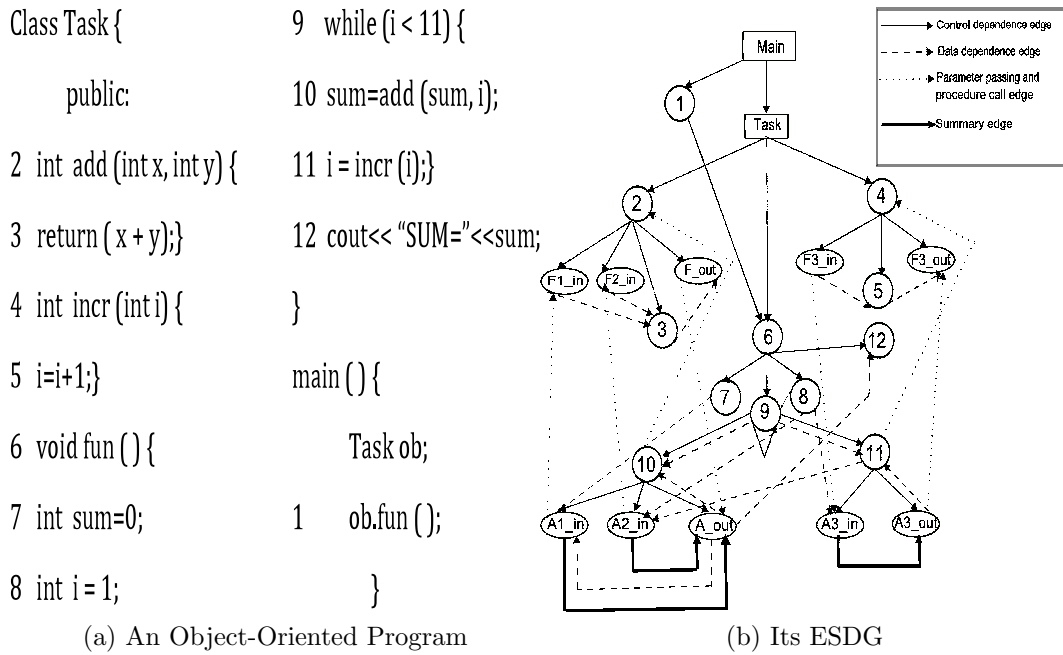 Class Task {
public:
2 int add (int x, int y) {
3 return ( x + y);}
4 int incr (int i) {
5 i=i+1;}
6 void fun ( ) {
7 int sum=0;
8 int i = 1;
9 while (i < 11) {
10 sum=add (sum, i);
11 i = incr (i);}
12 cout<< “SUM=”<<sum;
}
main ( ) {
Task ob;
1 ob.fun ( );
}
(a) An Object-Oriented Program
Control dependence edge
Data dependence edge
Parameter passing and
procedure call edge
Summary edge
Main
1
Task
2
4
F1_in
F2_in
F_out
F3_in
F3_out
3
5
6
12
7
8
9
10
11
A1_in
A2_in
A_out
A3_in
A3_out
(b) Its ESDG